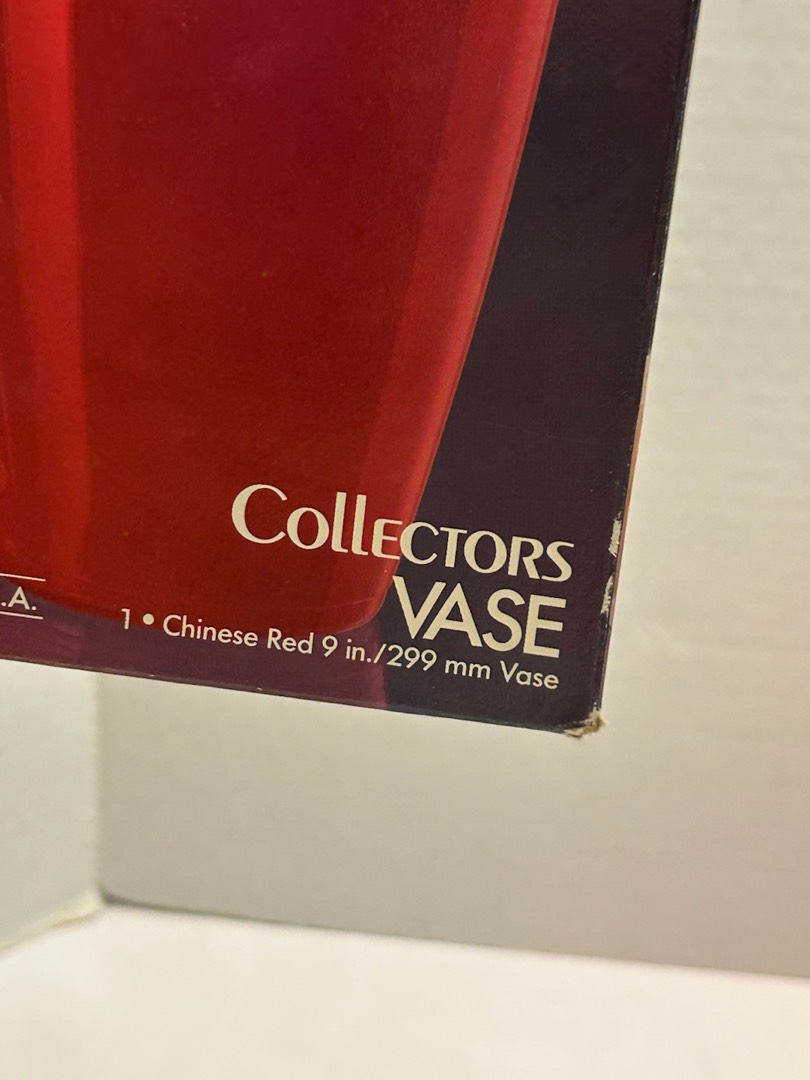 CollECTORS
VASE
.A.
1 • Chinese Red 9 in./299 mm Vase